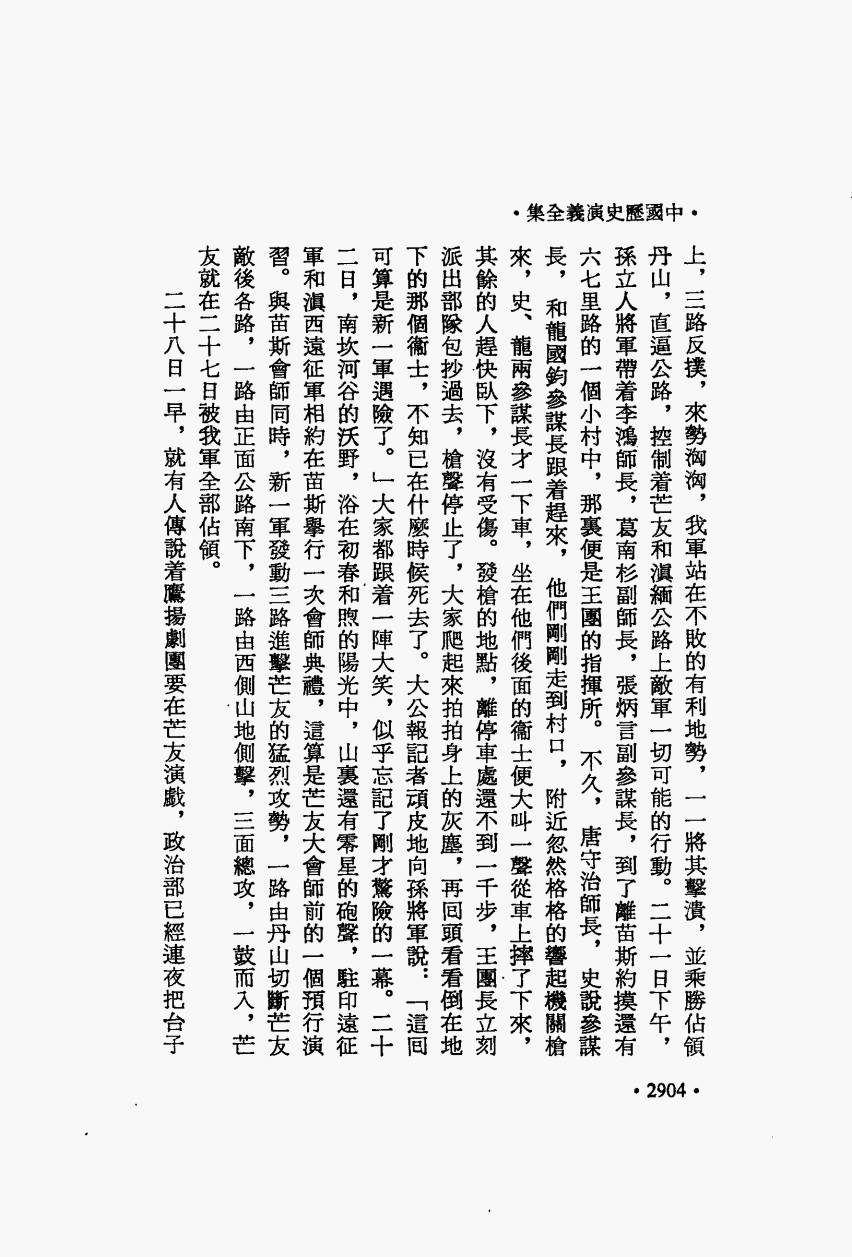 •中國歷史演義全集•
上，三路反撲，來勢洶洶，我軍站在不敗的有利地勢，一一將其擊潰，並乘勝佔領
丹山，直逼公路，控制着芒友和滇緬公路上敵軍一切可能的行動。二十一日下午，
孫立人將軍帶着李鴻師長，葛南杉副師長，張炳言副參謀長，到了離苗斯約摸還有
六七里路的一個小村中，那裏便是王團的指揮所。不久，唐守治師長，史說參謀
長，和龍國鈞參謀長跟着趕來，他們剛剛走到村口，附近忽然格格的響起機關槍
來，史、龍兩參謀長才一下車，坐在他們後面的衞士便大叫一聲從車上摔了下來，
其餘的人趕快臥下，沒有受傷。發槍的地點，離停車處還不到一千步，王團長立刻
派出部隊包抄過去，槍聲停止了，大家爬起來拍拍身上的灰塵，再囘頭看看倒在地
下的那個衞士，不知已在什麼時候死去了。大公報記者頑皮地向孫將軍說：「這囘
可算是新一軍遇險了。」大家都跟着一陣大笑，似乎忘記了剛才驚險的一幕。二十
二日，南坎河谷的沃野，浴在初春和煦的陽光中，山裏還有零星的砲聲，駐印遠征
軍和滇西遠征軍相約在苗斯舉行一次會師典禮，這算是芒友大會師前的一個預行演
習。與苗斯會師同時，新一軍發動三路進擊芒友的猛烈攻勢，一路由丹山切斷芒友
敵後各路，一路由正面公路南下，一路由西側山地側擊，三面總攻，一鼓而入，芒
友就在二十七日被我軍全部佔領。
二十八日一早，就有人傳說着鷹揚劇團要在芒友演戲，政治部已經連夜把台子
•2904•